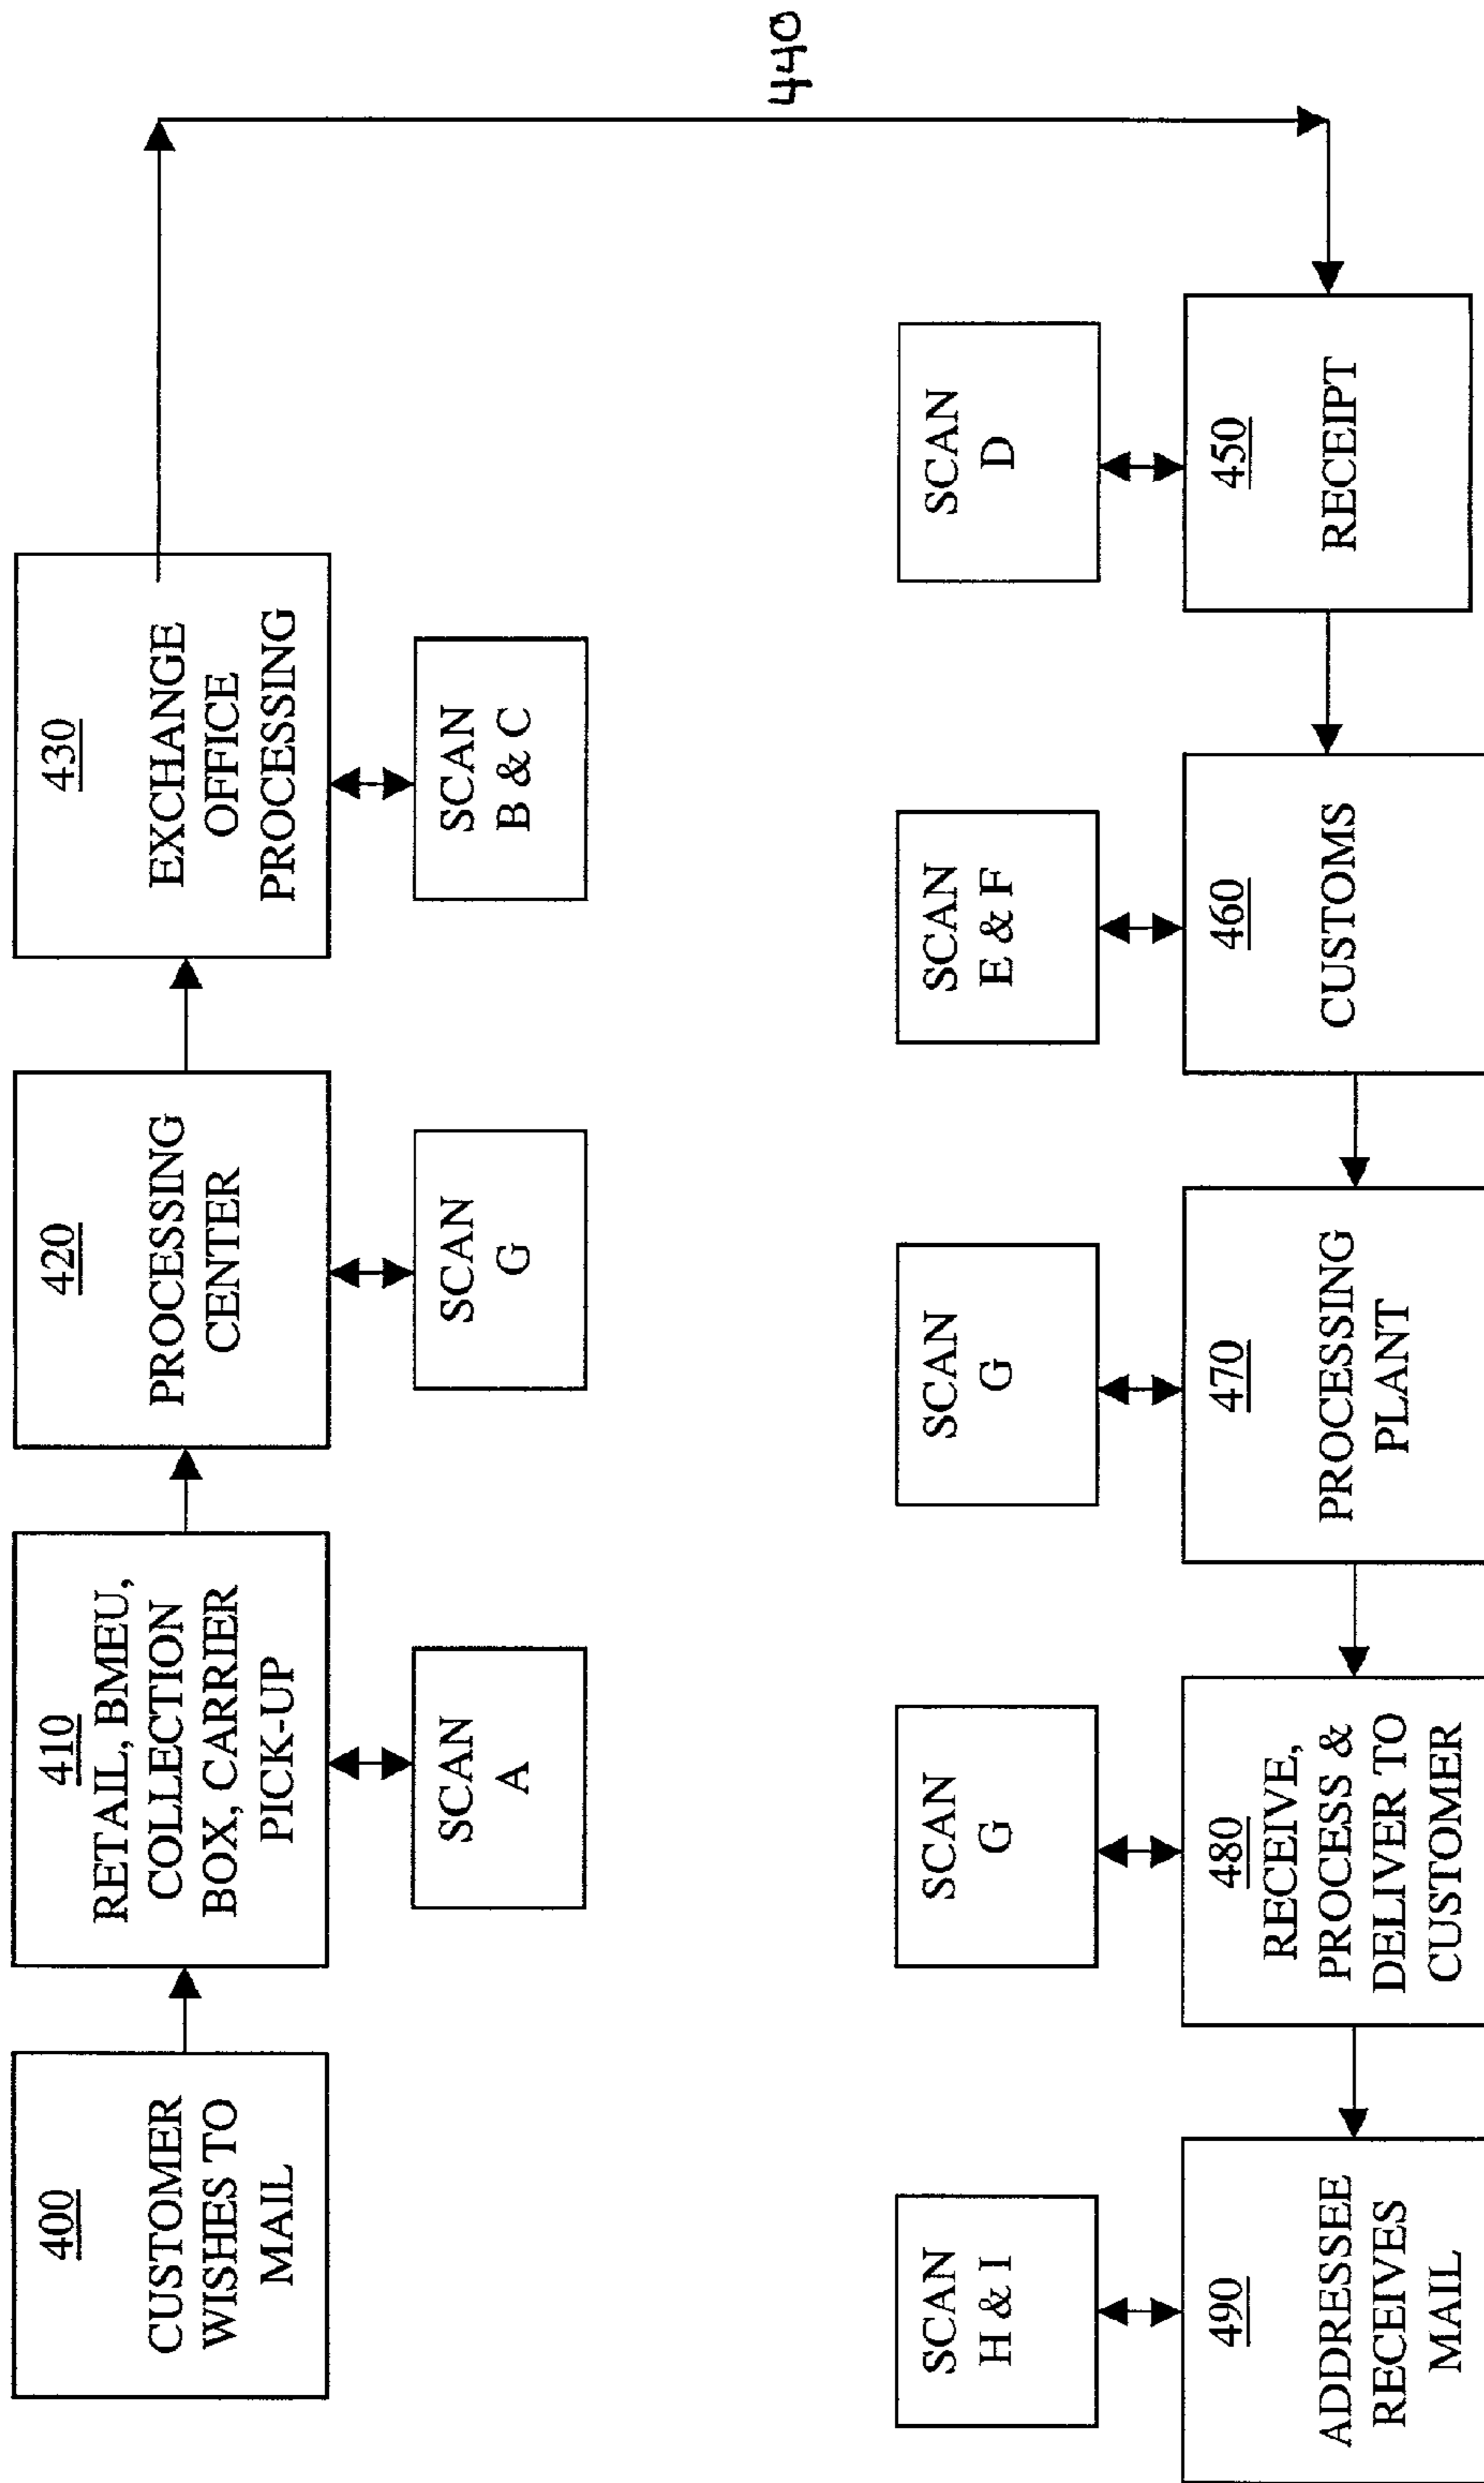 400
CUSTOMER
WISHES TO
MAIL
410
RETAIL, BMEU,
COLLECTION
BOX, CARRIER
PICK-UP
SCAN
A
420
PROCESSING
CENTER
SCAN
G
430
EXCHANGE
OFFICE
PROCESSING
SCAN
B & C
440
SCAN
D
450
RECEIPT
SCAN
E & F
460
CUSTOMS
SCAN
G
470
PROCESSING
PLANT
SCAN
G
480
RECEIVE,
PROCESS &
DELIVER TO
CUSTOMER
SCAN
H & I
490
ADDRESSEE
RECEIVES
MAIL